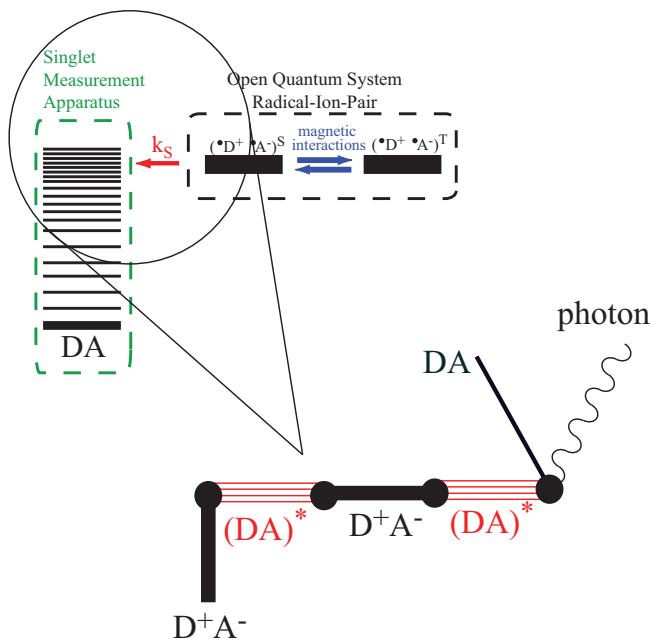 Singlet
Measurement
Apparatus
Open Quantum System
Radical-Ion-Pair
k_S
(•D⁺ •A⁻)ˢ
magnetic
interactions
(•D⁺ •A⁻)ᵀ
DA
photon
DA
(DA)*
D⁺A⁻
(DA)*
D⁺A⁻